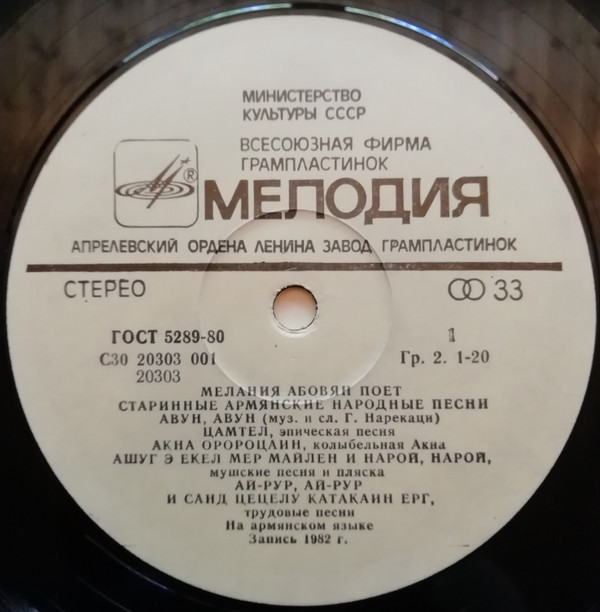 МИНИСТЕРСТВО
КУЛЬТУРЫ СССР
ВСЕСОЮЗНАЯ ФИРМА
ГРАМПЛАСТИНОК
® МЕЛОДИЯ
АПРЕЛЕВСКИЙ ОРДЕНА ЛЕНИНА ЗАВОД ГРАМПЛАСТИНОК
СТЕРЕО 33
ГОСТ 5289-80 1
С30 20303 001 Гр. 2. 1-20
20303
МЕЛАНИЯ АБОВЯН ПОЕТ
СТАРИННЫЕ АРМЯНСКИЕ НАРОДНЫЕ ПЕСНИ
АВУН, АВУН (муз. и сл. Г. Нарекаци)
ЦАМТЕЛ, эпическая песня
АКНА ОРОРОЦАИН, колыбельная Акна
АШУГ Э ЕКЕЛ МЕР МАЙЛЕН И НАРОЙ, НАРОЙ,
мушские песня и пляска
АЙ-РУР, АЙ-РУР
И САНД ЦЕЦЕЛУ КАТАКАИН ЕРГ,
трудовые песни
На армянском языке
Запись 1982 г.